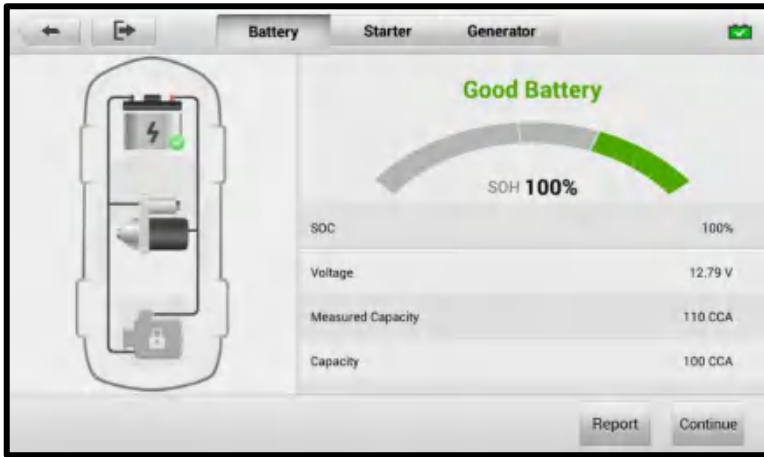 Battery Starter Generator
Good Battery
SOH 100%
SOC 100%
Voltage 12.79 V
Measured Capacity 110 CCA
Capacity 100 CCA
Report Continue